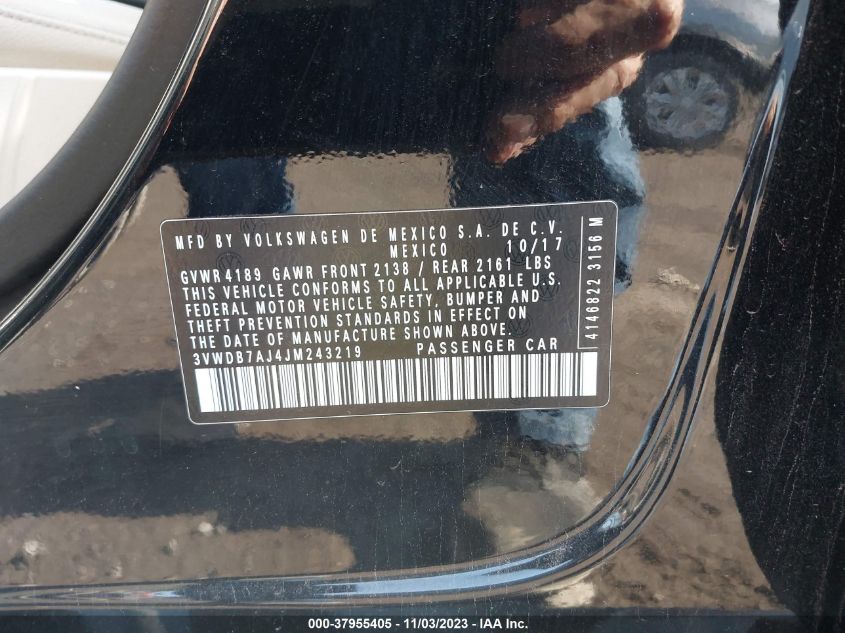 MFD BY VOLKSWAGEN DE MEXICO S.A. DE C.V.
MEXICO 10/17
GVWR 4189 GAWR FRONT 2138 / REAR 2161 LBS
THIS VEHICLE CONFORMS TO ALL APPLICABLE U.S.
FEDERAL MOTOR VEHICLE SAFETY, BUMPER AND
THEFT PREVENTION STANDARDS IN EFFECT ON
THE DATE OF MANUFACTURE SHOWN ABOVE.
3VWDB7AJ4JM243219 PASSENGER CAR
4146822 3156 M
000-37955405 - 11/03/2023 - IAA Inc.